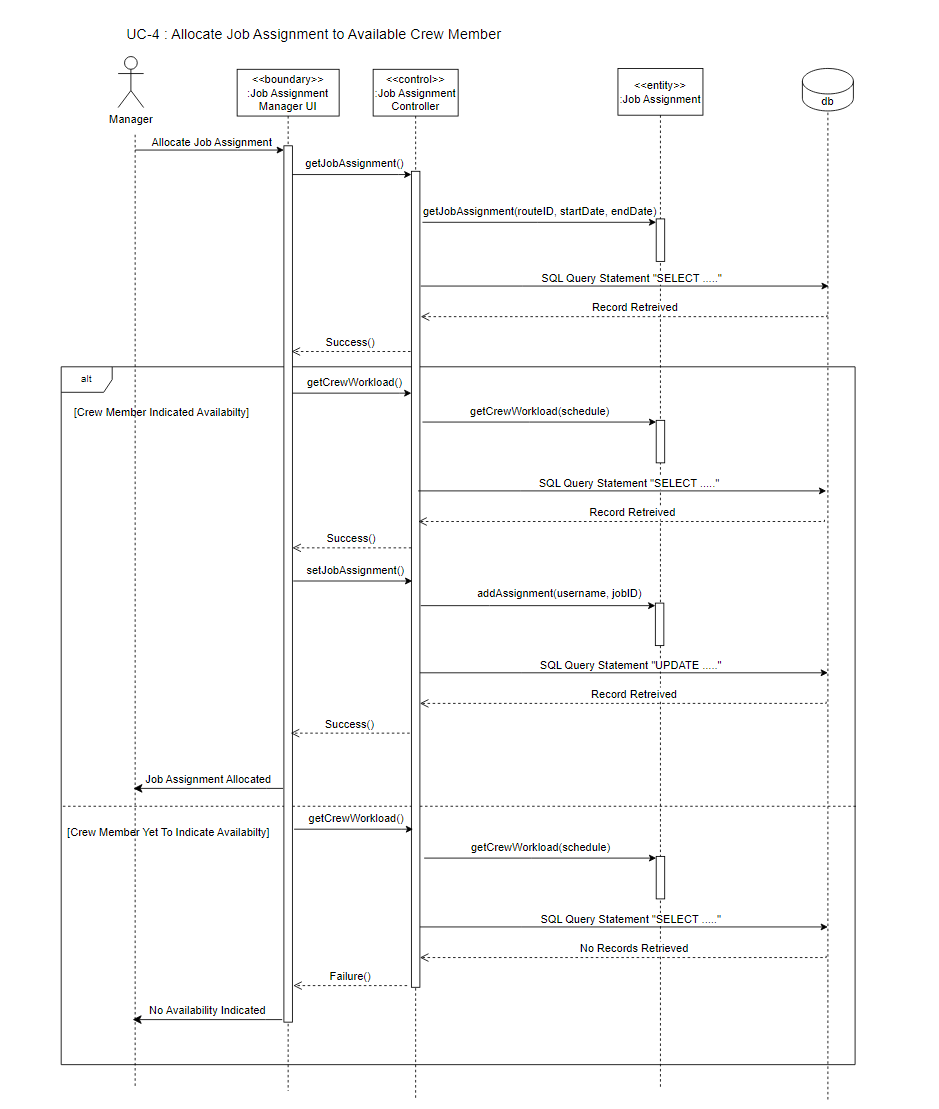 UC-4 : Allocate Job Assignment to Available Crew Member
Manager
<<boundary>>
:Job Assignment
Manager UI
<<control>>
:Job Assignment
Controller
<<entity>>
:Job Assignment
db
Allocate Job Assignment
getJobAssignment()
getJobAssignment(routeID, startDate, endDate)
SQL Query Statement "SELECT ....."
Record Retreived
Success()
alt
getCrewWorkload()
[Crew Member Indicated Availabilty]
getCrewWorkload(schedule)
SQL Query Statement "SELECT ....."
Record Retreived
Success()
setJobAssignment()
addAssignment(username, jobID)
SQL Query Statement "UPDATE ....."
Record Retreived
Success()
Job Assignment Allocated
getCrewWorkload()
[Crew Member Yet To Indicate Availabilty]
getCrewWorkload(schedule)
SQL Query Statement "SELECT ....."
No Records Retrieved
Failure()
No Availability Indicated